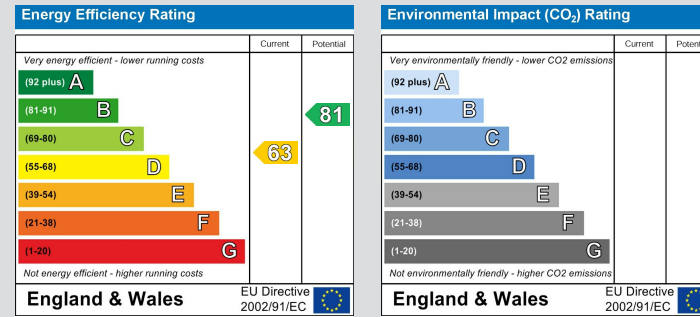 Energy Efficiency Rating
Current Potential
Very energy efficient - lower running costs
(92 plus) A
(81-91) B
(69-80) C
(55-68) D
(39-54) E
(21-38) F
(1-20) G
81
63
Not energy efficient - higher running costs
England & Wales
EU Directive
2002/91/EC
Environmental Impact (CO₂) Rating
Current Potent
Very environmentally friendly - lower CO2 emissions
(92 plus) A
(81-91) B
(69-80) C
(55-68) D
(39-54) E
(21-38) F
(1-20) G
Not environmentally friendly - higher CO2 emissions
England & Wales
EU Directive
2002/91/EC